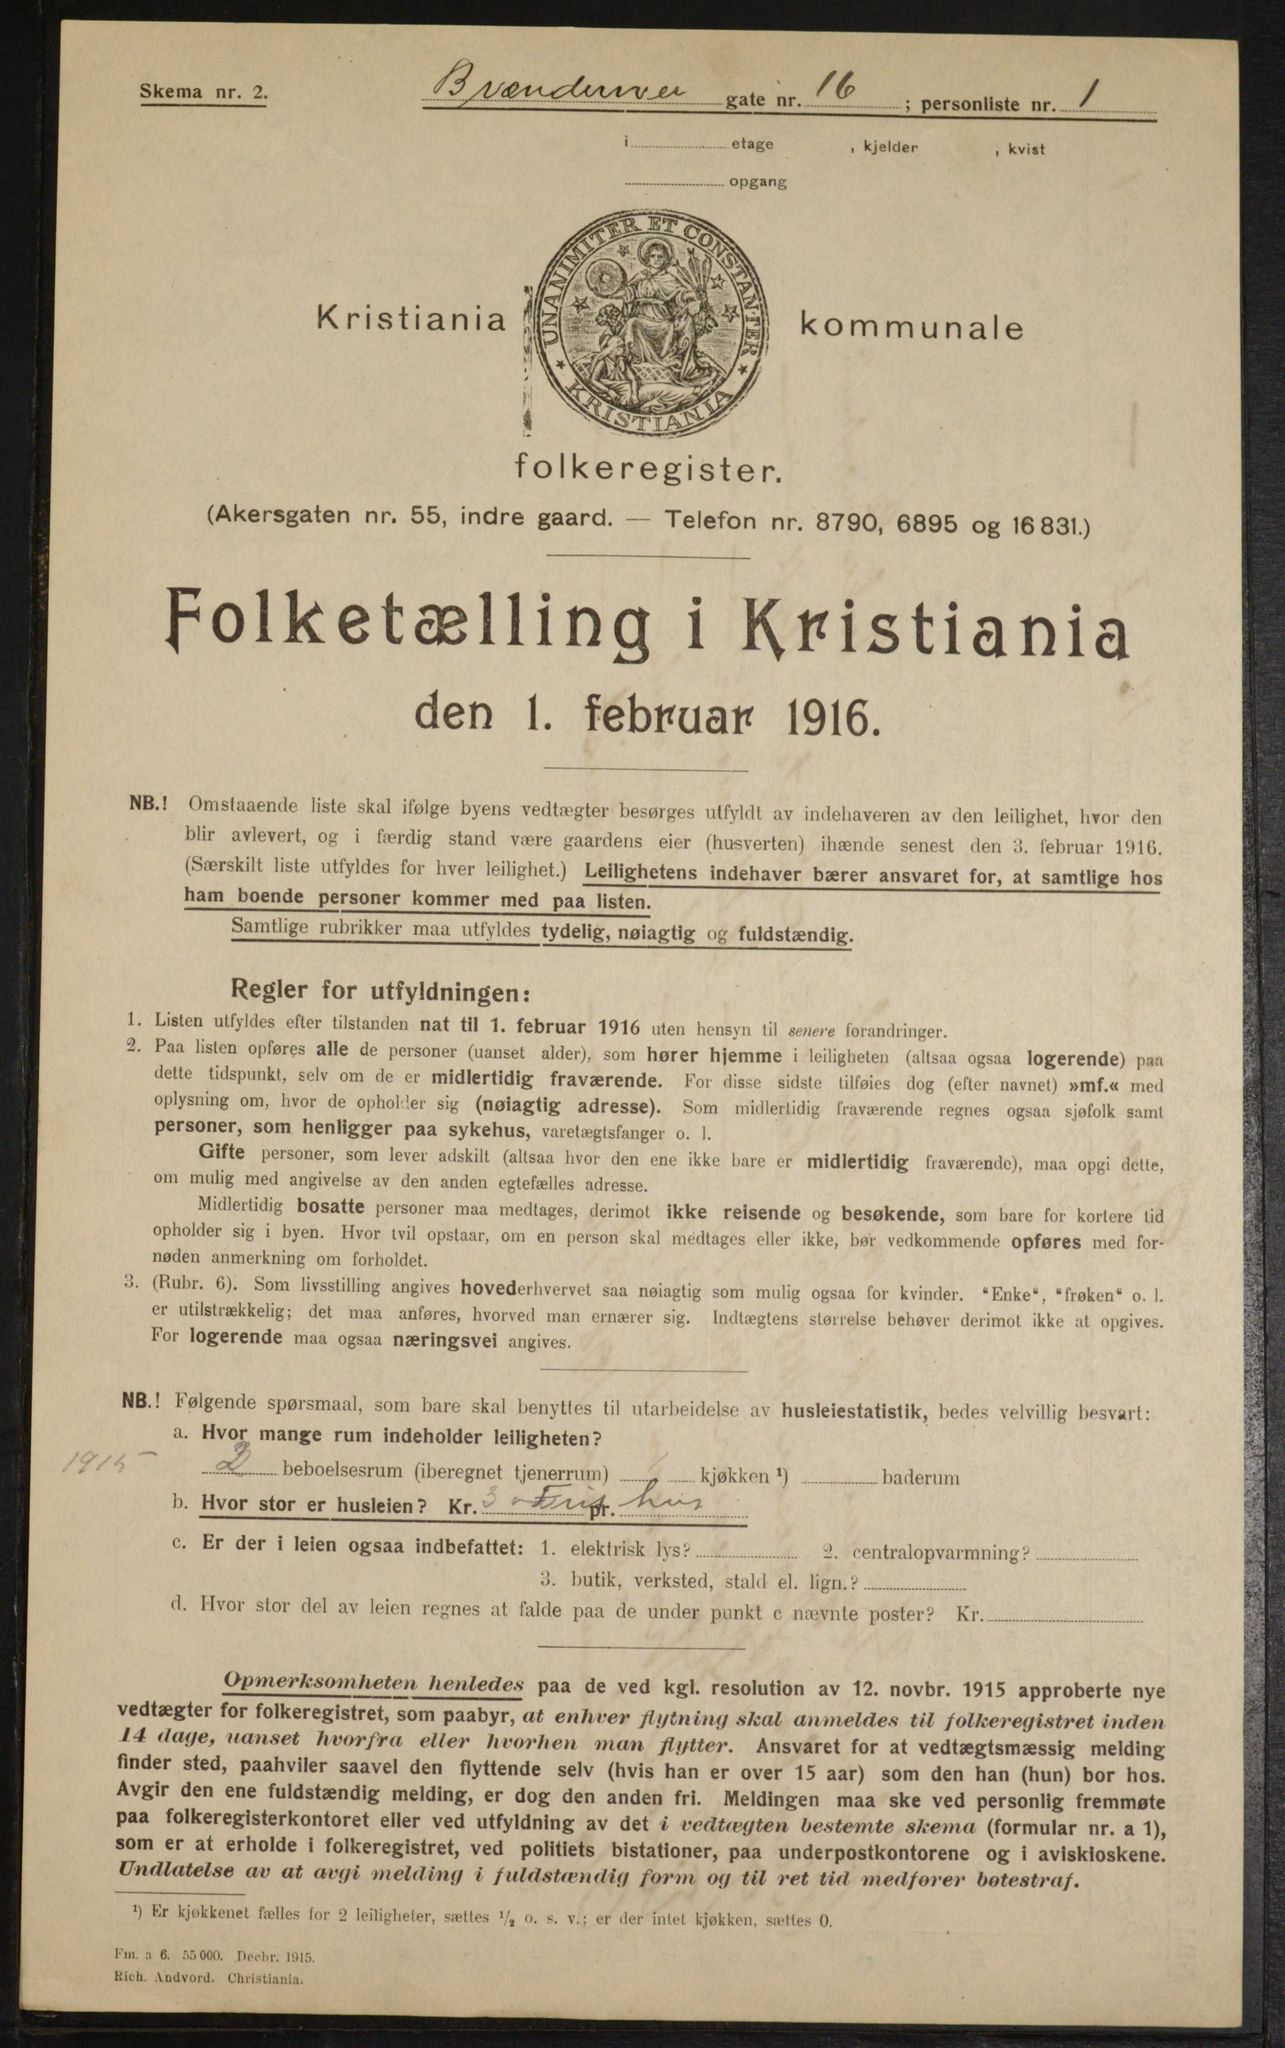 Skema nr. 2.
Brænderivei gate nr. 16 ; personliste nr. 1
i etage , kjelder , kvist
opgang
UNANIMITER ET CONSTANTER
KRISTIANIA
Kristiania kommunale
folkeregister.
(Akersgaten nr. 55, indre gaard. — Telefon nr. 8790, 6895 og 16 831.)
Folketælling i Kristiania
den 1. februar 1916.
NB.! Omstaaende liste skal ifølge byens vedtægter besørges utfyldt av indehaveren av den leilighet, hvor den
blir avlevert, og i færdig stand være gaardens eier (husverten) ihænde senest den 3. februar 1916.
(Særskilt liste utfyldes for hver leilighet.) Leilighetens indehaver bærer ansvaret for, at samtlige hos
ham boende personer kommer med paa listen.
Samtlige rubrikker maa utfyldes tydelig, nøiagtig og fuldstændig.
Regler for utfyldningen:
1. Listen utfyldes efter tilstanden nat til 1. februar 1916 uten hensyn til senere forandringer.
2. Paa listen opføres alle de personer (uanset alder), som hører hjemme i leiligheten (altsaa ogsaa logerende) paa
dette tidspunkt, selv om de er midlertidig fraværende. For disse sidste tilføies dog (efter navnet) »mf.« med
oplysning om, hvor de opholder sig (nøiagtig adresse). Som midlertidig fraværende regnes ogsaa sjøfolk samt
personer, som henligger paa sykehus, varetægtsfanger o. l.
Gifte personer, som lever adskilt (altsaa hvor den ene ikke bare er midlertidig fraværende), maa opgi dette,
om mulig med angivelse av den anden egtefælles adresse.
Midlertidig bosatte personer maa medtages, derimot ikke reisende og besøkende, som bare for kortere tid
opholder sig i byen. Hvor tvil opstaar, om en person skal medtages eller ikke, bør vedkommende opføres med for-
nøden anmerkning om forholdet.
3. (Rubr. 6). Som livsstilling angives hovederhvervet saa nøiagtig som mulig ogsaa for kvinder. "Enke", "frøken" o. l.
er utilstrækkelig; det maa anføres, hvorved man ernærer sig. Indtægtens størrelse behøver derimot ikke at opgives.
For logerende maa ogsaa næringsvei angives.
NB.! Følgende spørsmaal, som bare skal benyttes til utarbeidelse av husleiestatistik, bedes velvillig besvart:
a. Hvor mange rum indeholder leiligheten?
1915 2 beboelsesrum (iberegnet tjenerrum) kjøkken ¹) baderum
b. Hvor stor er husleien? Kr. Frit pr. hus
c. Er der i leien ogsaa indbefattet: 1. elektrisk lys? 2. centralopvarmning?
3. butik, verksted, stald el. lign.?
d. Hvor stor del av leien regnes at falde paa de under punkt c nævnte poster? Kr.
Opmerksomheten henledes paa de ved kgl. resolution av 12. novbr. 1915 approberte nye
vedtægter for folkeregistret, som paabyr, at enhver flytning skal anmeldes til folkeregistret inden
14 dage, uanset hvorfra eller hvorhen man flytter. Ansvaret for at vedtægtsmæssig melding
finder sted, paahviler saavel den flyttende selv (hvis han er over 15 aar) som den han (hun) bor hos.
Avgir den ene fuldstændig melding, er dog den anden fri. Meldingen maa ske ved personlig fremmøte
paa folkeregisterkontoret eller ved utfyldning av det i vedtægten bestemte skema (formular nr. a 1),
som er at erholde i folkeregistret, ved politiets bistationer, paa underpostkontorene og i aviskioskene.
Undlatelse av at avgi melding i fuldstændig form og til ret tid medfører bøtestraf.
¹) Er kjøkkenet fælles for 2 leiligheter, sættes ½ o. s. v.; er der intet kjøkken, sættes 0.
Fm. a 6. 55 000. Decbr. 1915.
Rich. Andvord. Christiania.